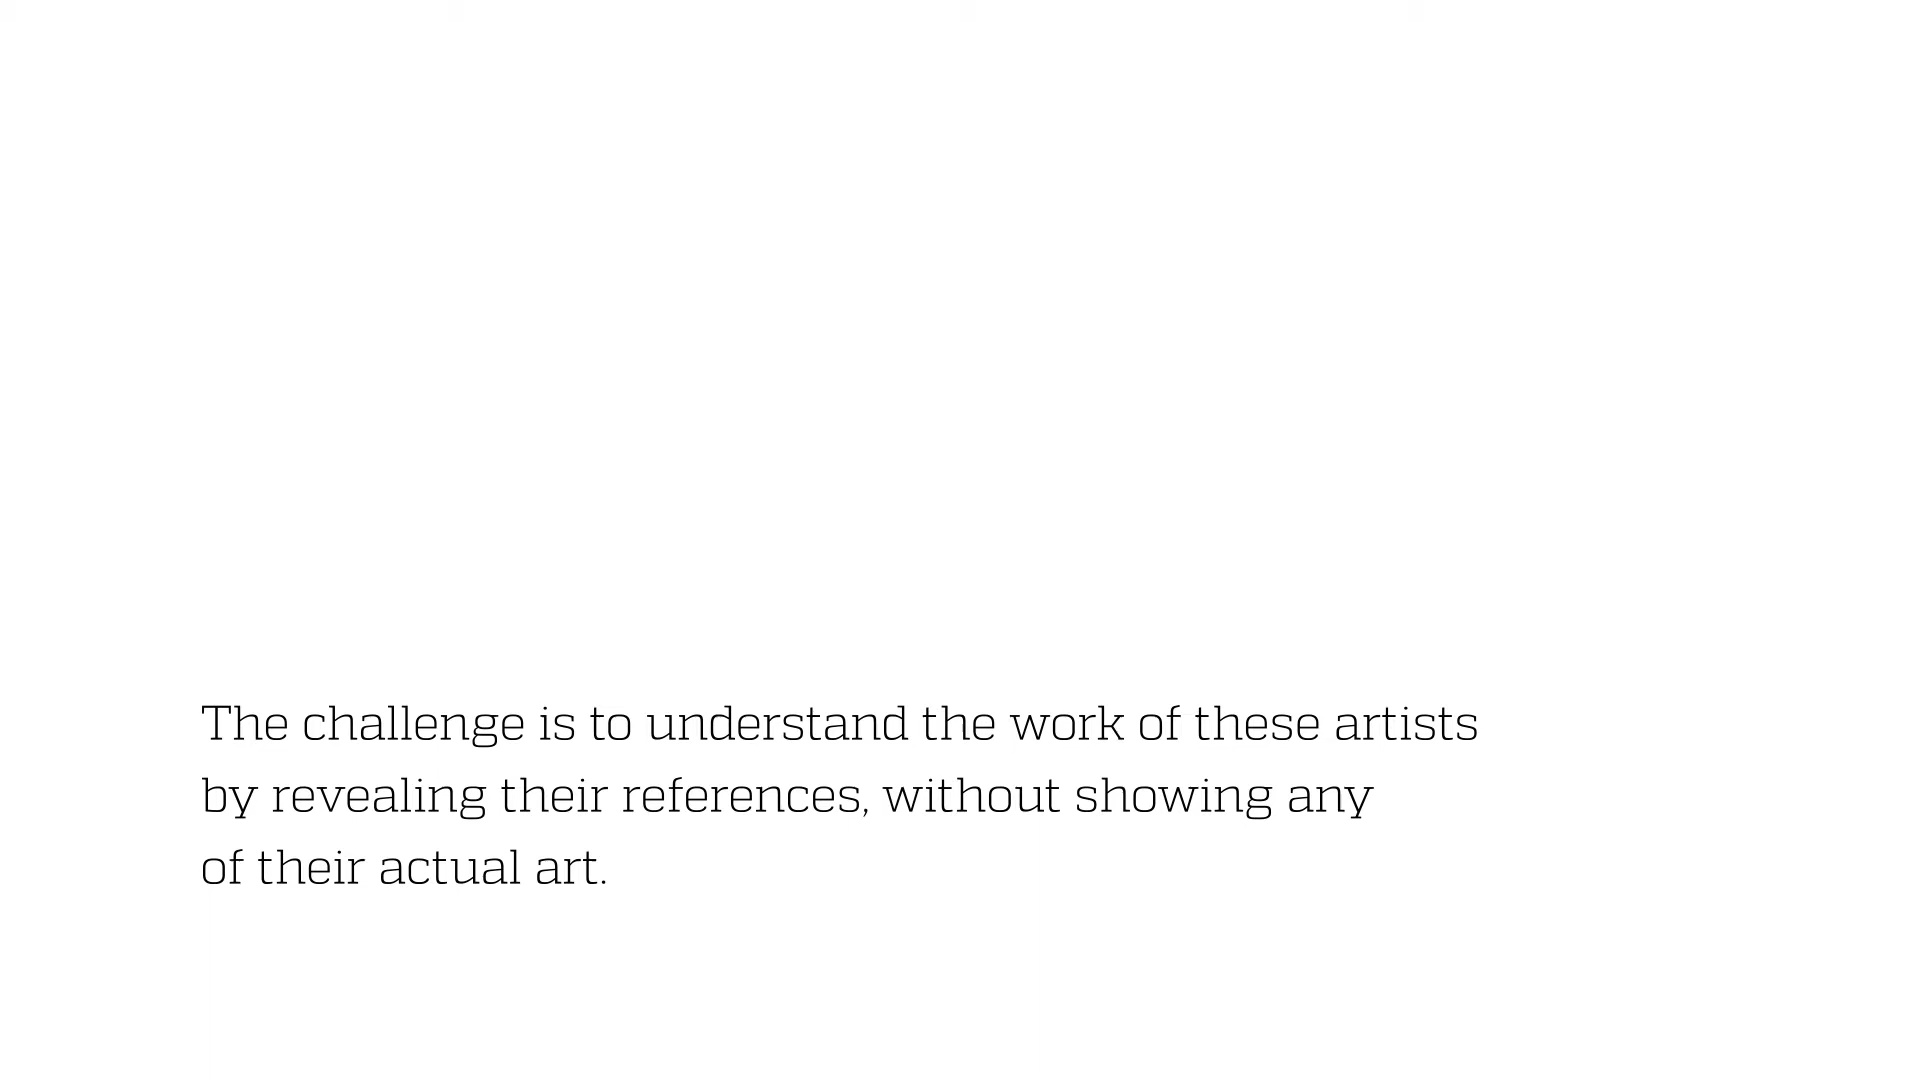 The challenge is to understand the work of these artists
by revealing their references, without showing any
of their actual art.